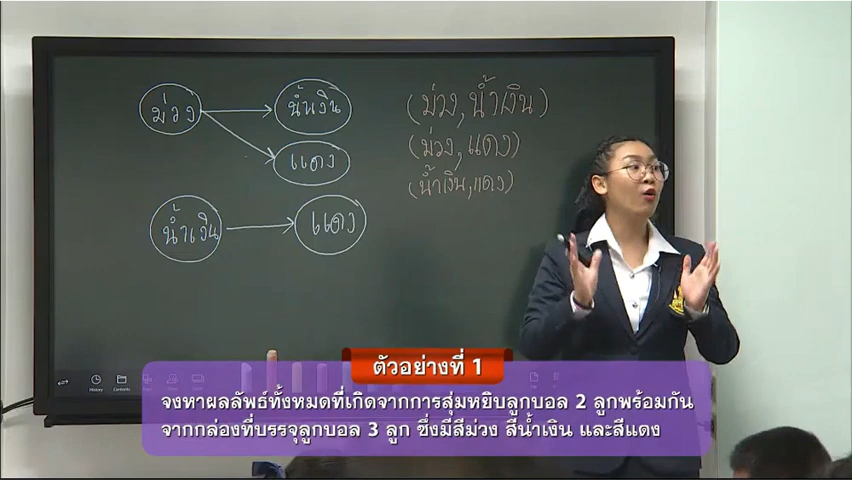 ม่วง
น้ำเงิน
แดง
น้ำเงิน
แดง
(ม่วง,น้ำเงิน)
(ม่วง,แดง)
(น้ำเงิน,แดง)
History
Contents
ตัวอย่างที่ 1
จงหาผลลัพธ์ทั้งหมดที่เกิดจากการสุ่มหยิบลูกบอล 2 ลูกพร้อมกัน
จากกล่องที่บรรจุลูกบอล 3 ลูก ซึ่งมีสีม่วง สีน้ำเงิน และสีแดง